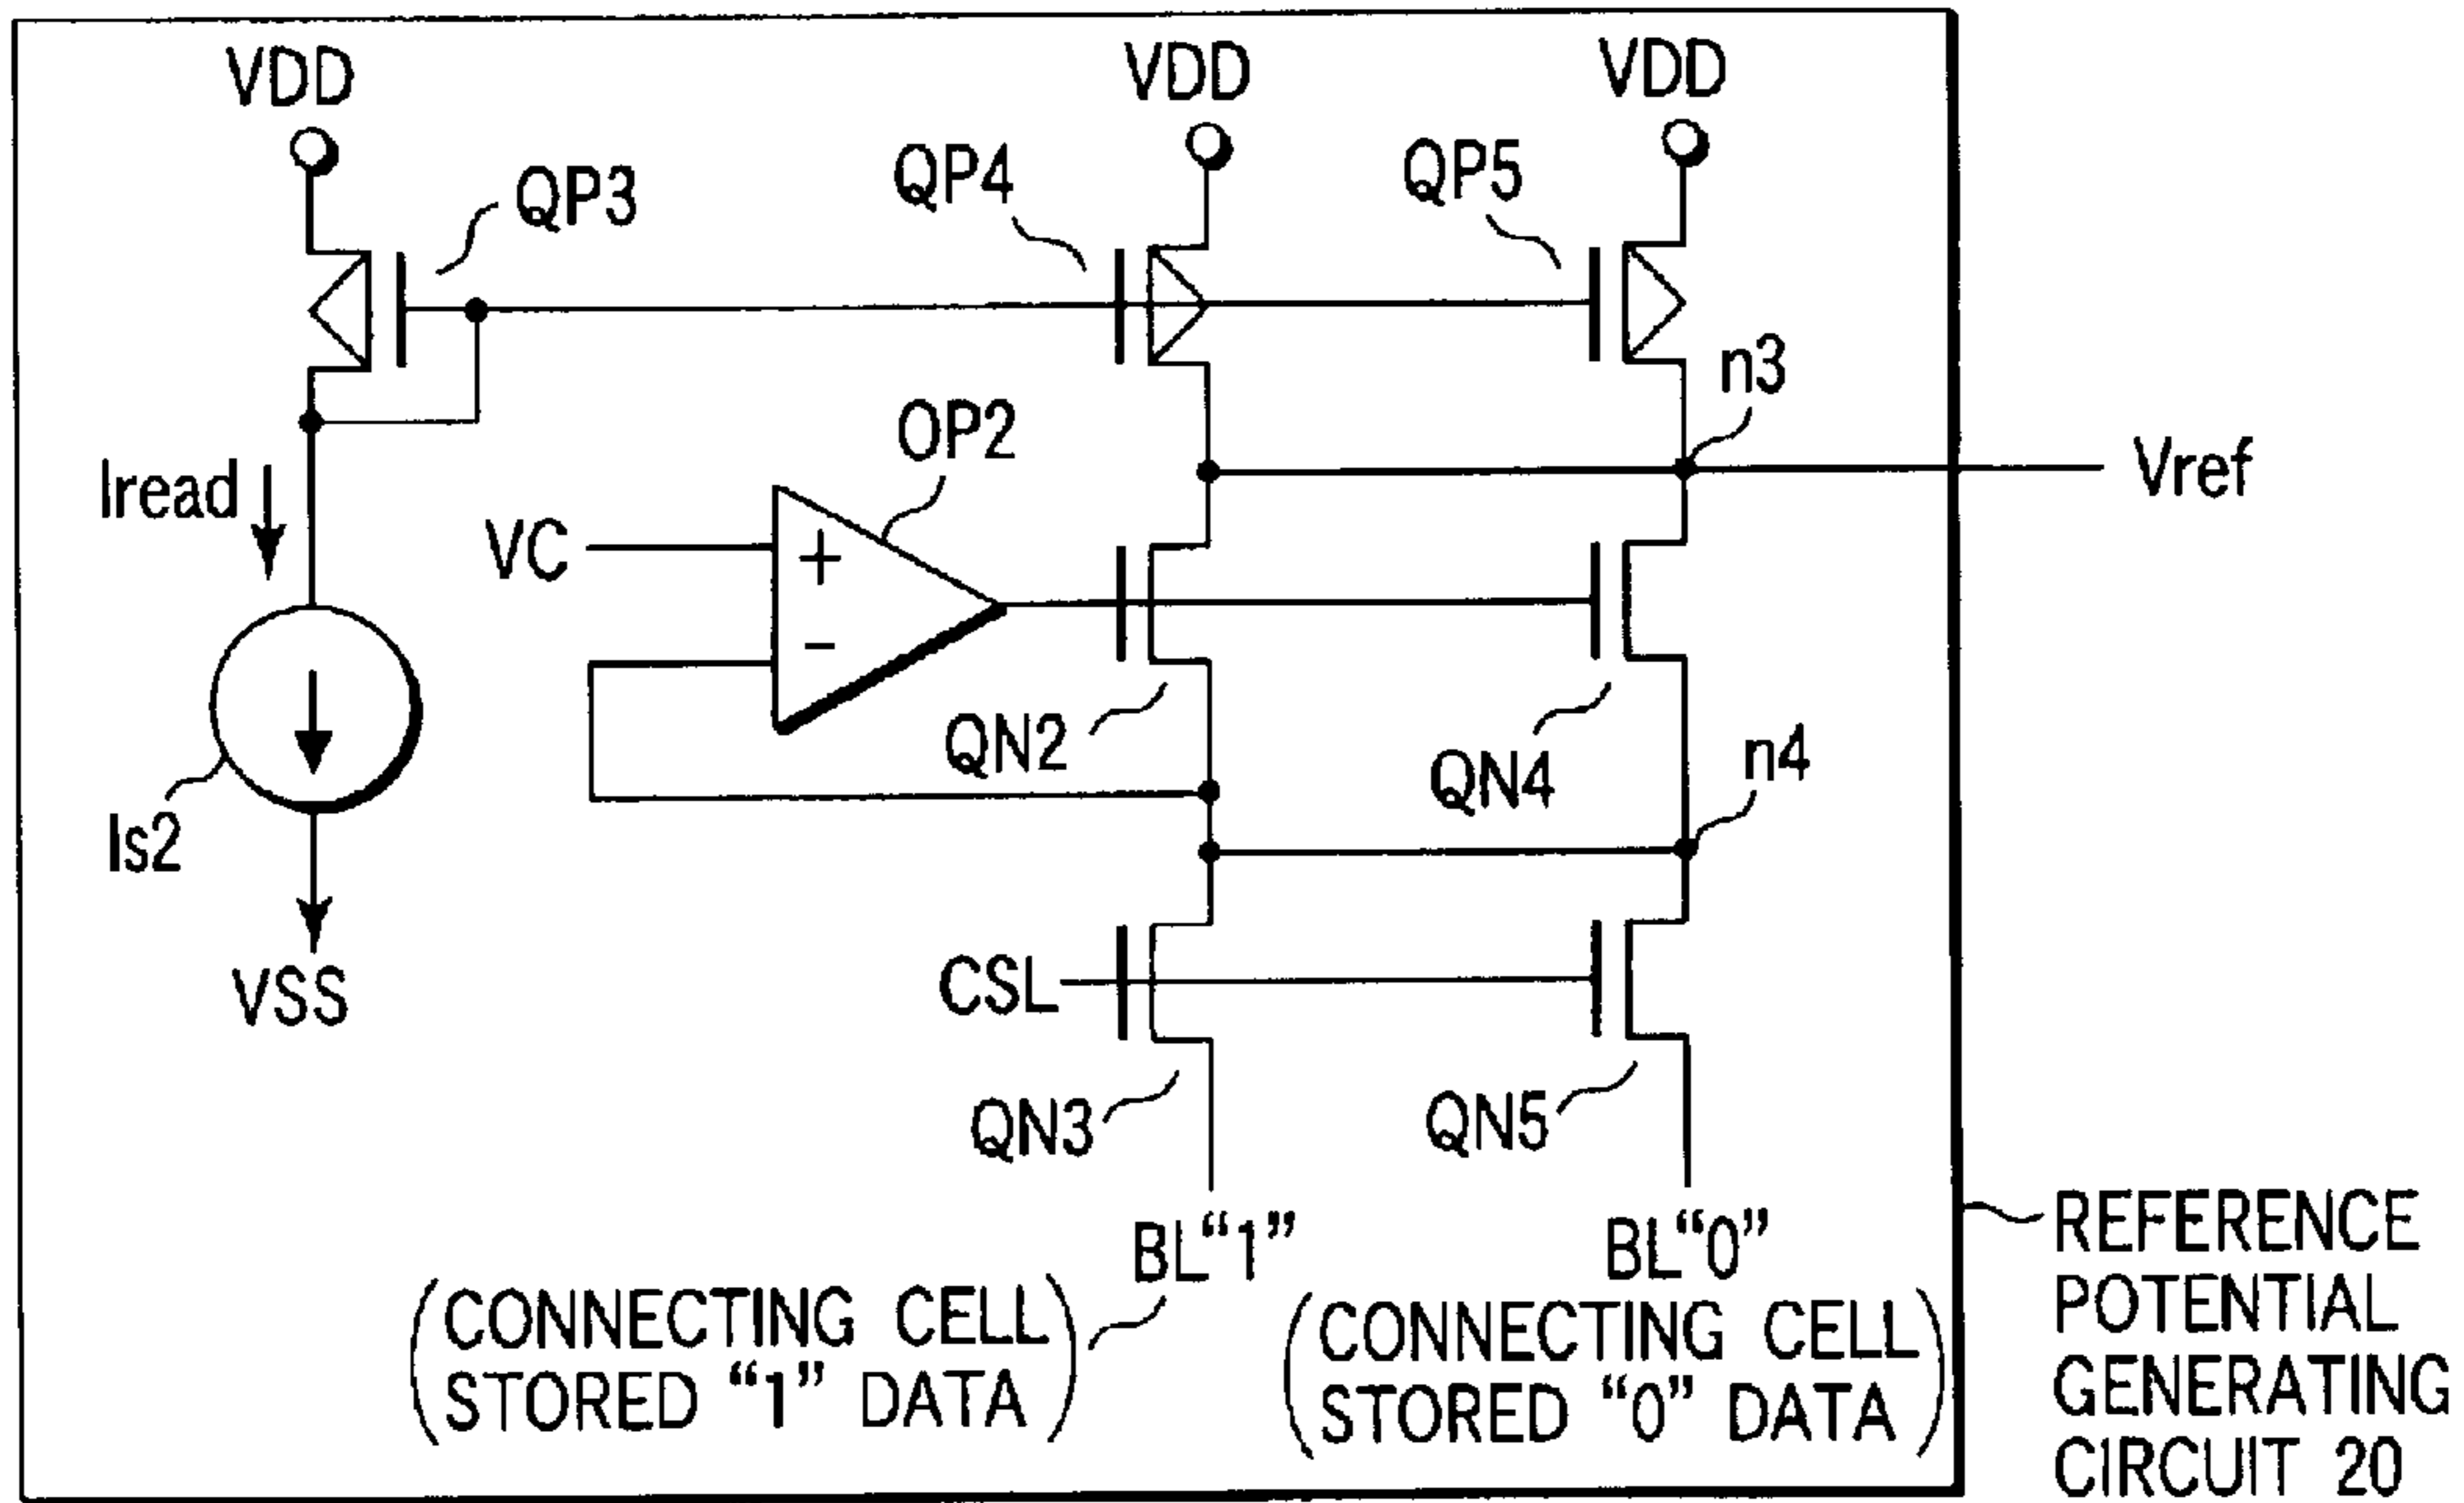 VDD
VDD
VDD
QP3
QP4
QP5
n3
OP2
Iread
Vref
VC
+
−
QN2
QN4
n4
Is2
CSL
VSS
QN3
QN5
BL“1”
BL“0”
(CONNECTING CELL
STORED “1” DATA)
(CONNECTING CELL
STORED “0” DATA)
REFERENCE
POTENTIAL
GENERATING
CIRCUIT 20